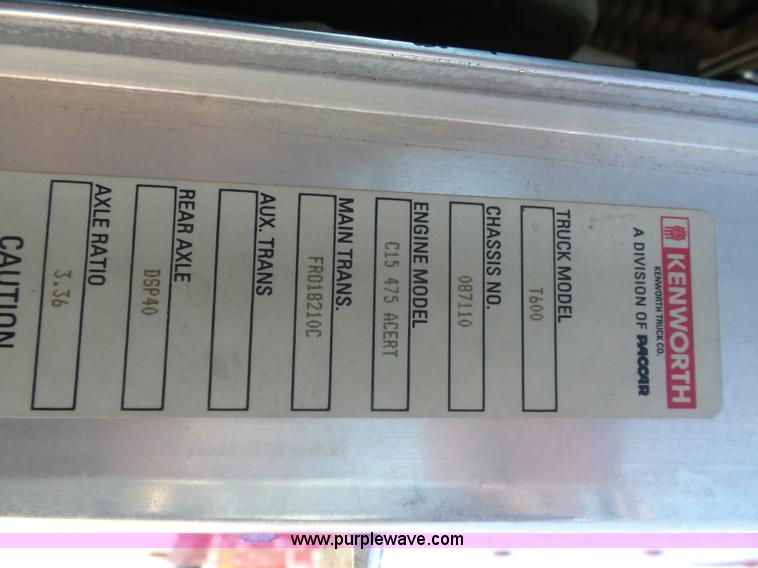 KENWORTH
KENWORTH TRUCK CO.
A DIVISION OF PACCAR
TRUCK MODEL
T600
CHASSIS NO.
087110
ENGINE MODEL
C15 475 ACERT
MAIN TRANS.
FRO18210C
AUX. TRANS
REAR AXLE
DSP40
AXLE RATIO
3.36
CAUTION
www.purplewave.com